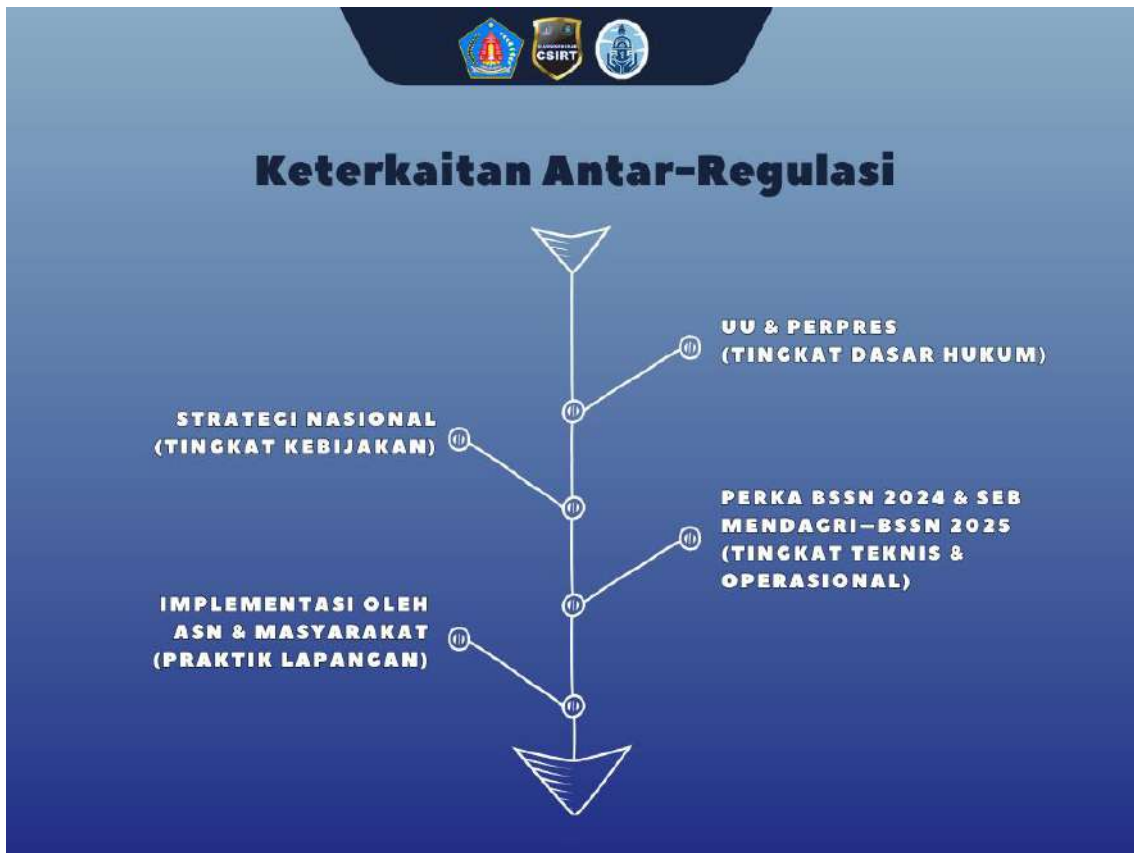 CSIRT
Keterkaitan Antar-Regulasi
UU & PERPRES
(TINGKAT DASAR HUKUM)
STRATEGI NASIONAL
(TINGKAT KEBIJAKAN)
PERKA BSSN 2024 & SEB
MENDAGRI–BSSN 2025
(TINGKAT TEKNIS &
OPERASIONAL)
IMPLEMENTASI OLEH
ASN & MASYARAKAT
(PRAKTIK LAPANGAN)